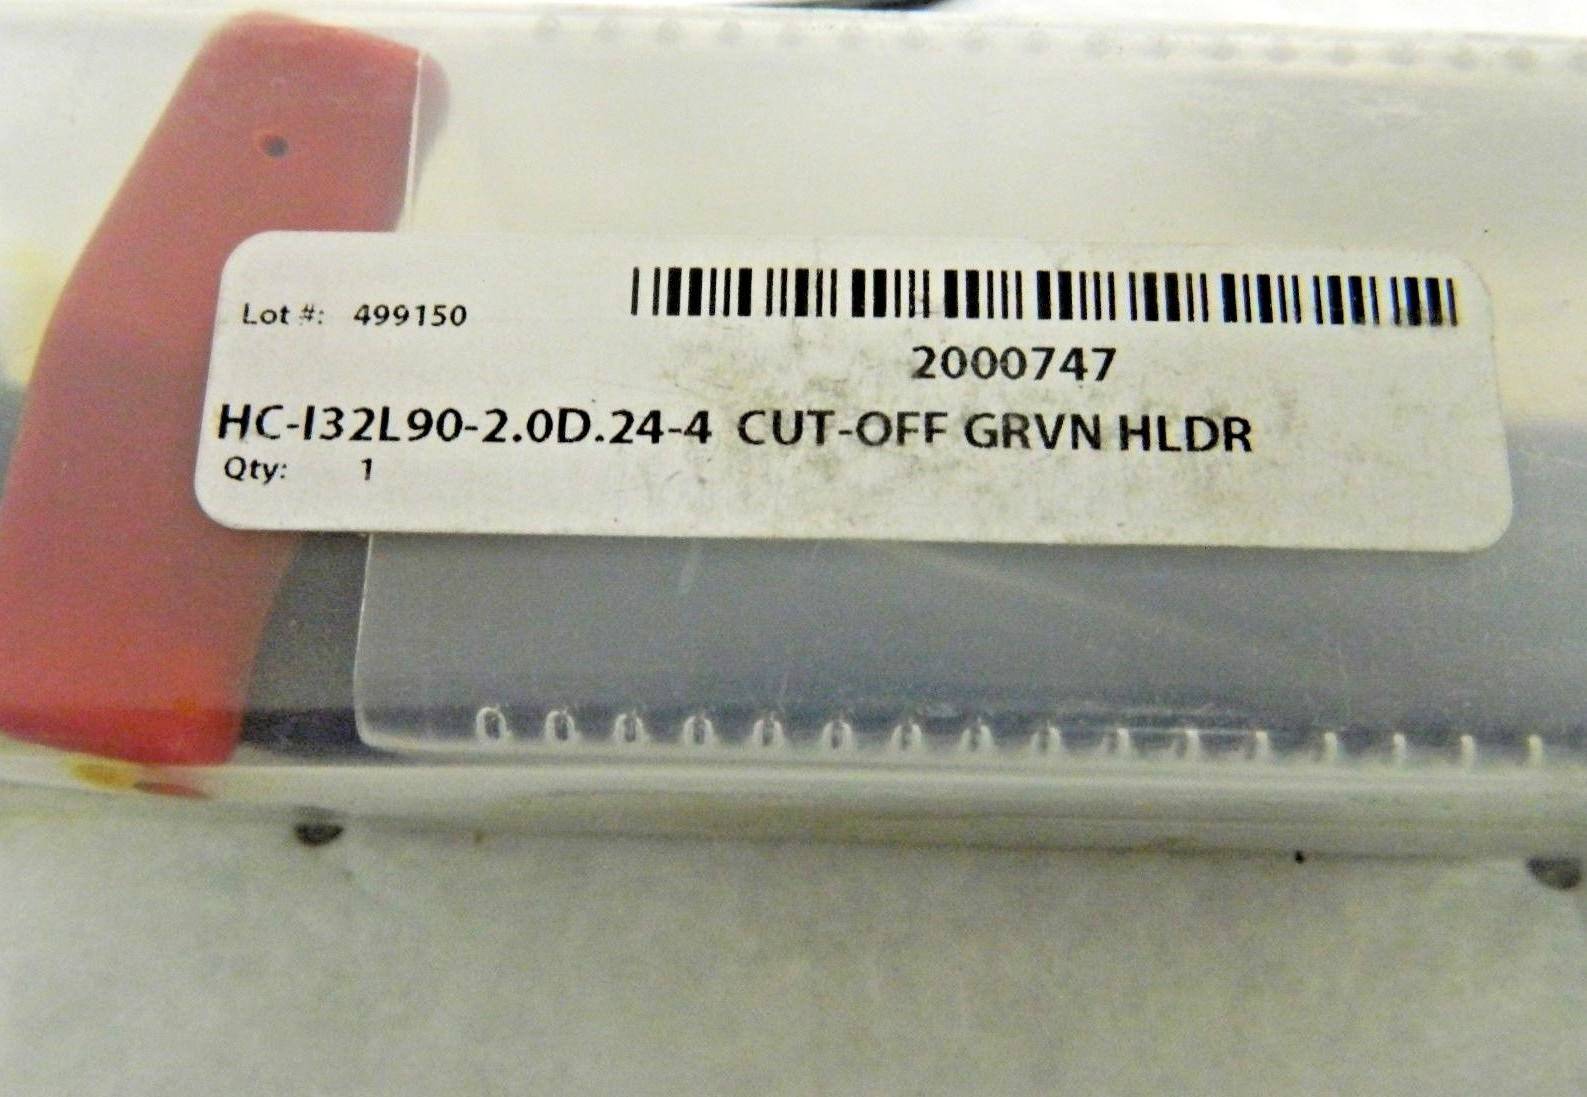 Lot #: 499150
2000747
HC-I32L90-2.0D.24-4 CUT-OFF GRVN HLDR
Qty: 1